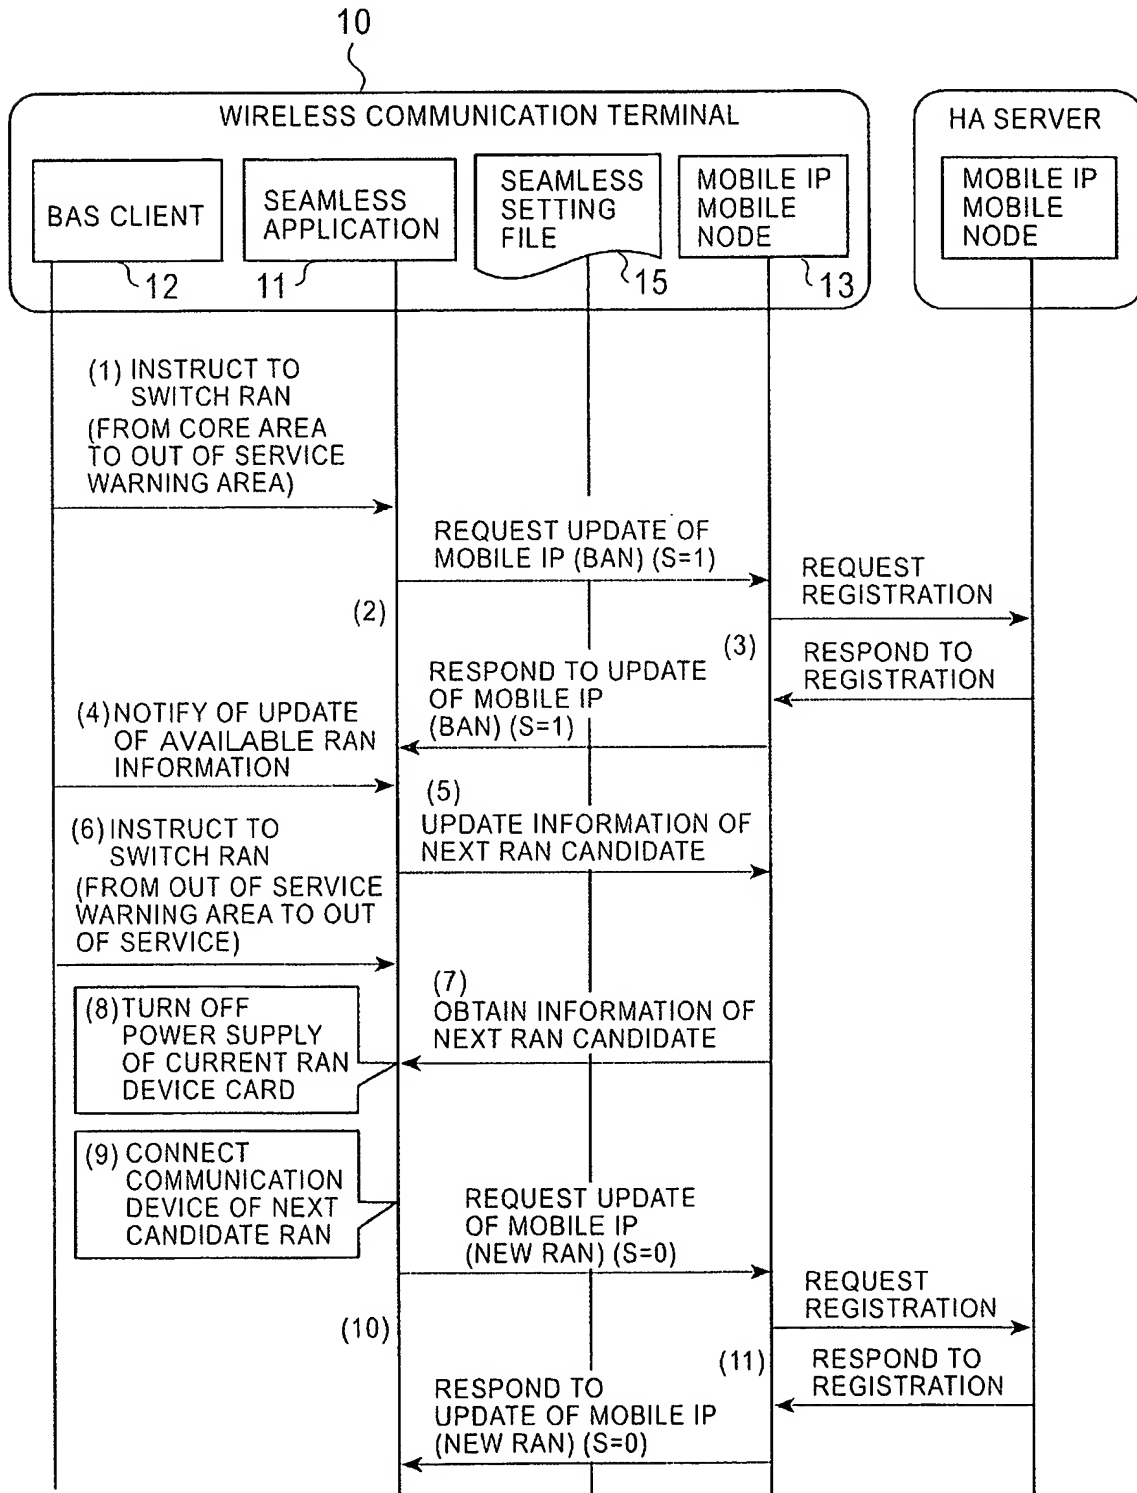 10
WIRELESS COMMUNICATION TERMINAL
HA SERVER
BAS CLIENT
SEAMLESS
APPLICATION
SEAMLESS
SETTING
FILE
MOBILE IP
MOBILE
NODE
MOBILE IP
MOBILE
NODE
12
11
15
13
(1) INSTRUCT TO
SWITCH RAN
(FROM CORE AREA
TO OUT OF SERVICE
WARNING AREA)
REQUEST UPDATE OF
MOBILE IP (BAN) (S=1)
(2)
REQUEST
REGISTRATION
(3)
RESPOND TO
REGISTRATION
RESPOND TO UPDATE
OF MOBILE IP
(BAN) (S=1)
(4) NOTIFY OF UPDATE
OF AVAILABLE RAN
INFORMATION
(5)
UPDATE INFORMATION OF
NEXT RAN CANDIDATE
(6) INSTRUCT TO
SWITCH RAN
(FROM OUT OF SERVICE
WARNING AREA TO OUT
OF SERVICE)
(7)
OBTAIN INFORMATION OF
NEXT RAN CANDIDATE
(8) TURN OFF
POWER SUPPLY
OF CURRENT RAN
DEVICE CARD
(9) CONNECT
COMMUNICATION
DEVICE OF NEXT
CANDIDATE RAN
REQUEST UPDATE
OF MOBILE IP
(NEW RAN) (S=0)
(10)
REQUEST
REGISTRATION
(11)
RESPOND TO
REGISTRATION
RESPOND TO
UPDATE OF MOBILE IP
(NEW RAN) (S=0)